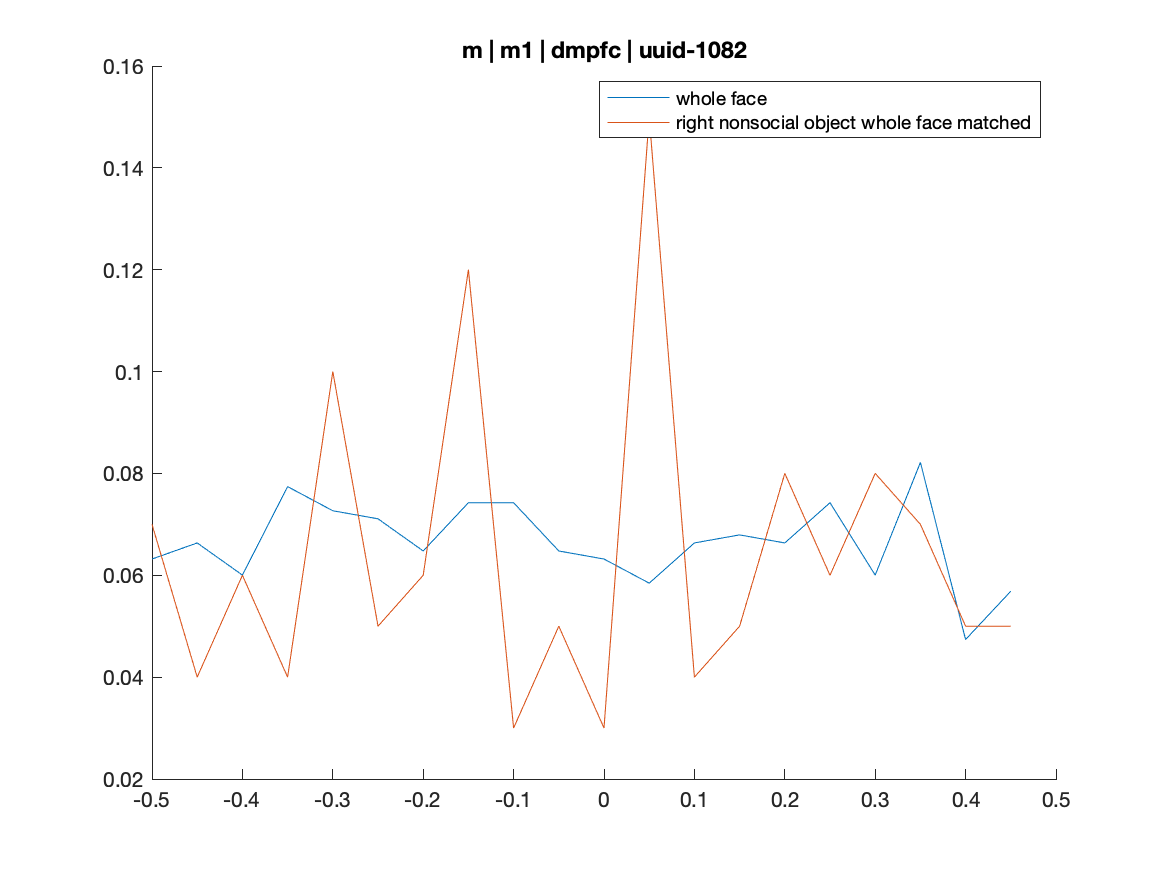 m | m1 | dmpfc | uuid-1082
0.16
whole face
right nonsocial object whole face matched
0.14
0.12
0.1
0.08
0.06
0.04
0.02
-0.5 -0.4 -0.3 -0.2 -0.1 0 0.1 0.2 0.3 0.4 0.5